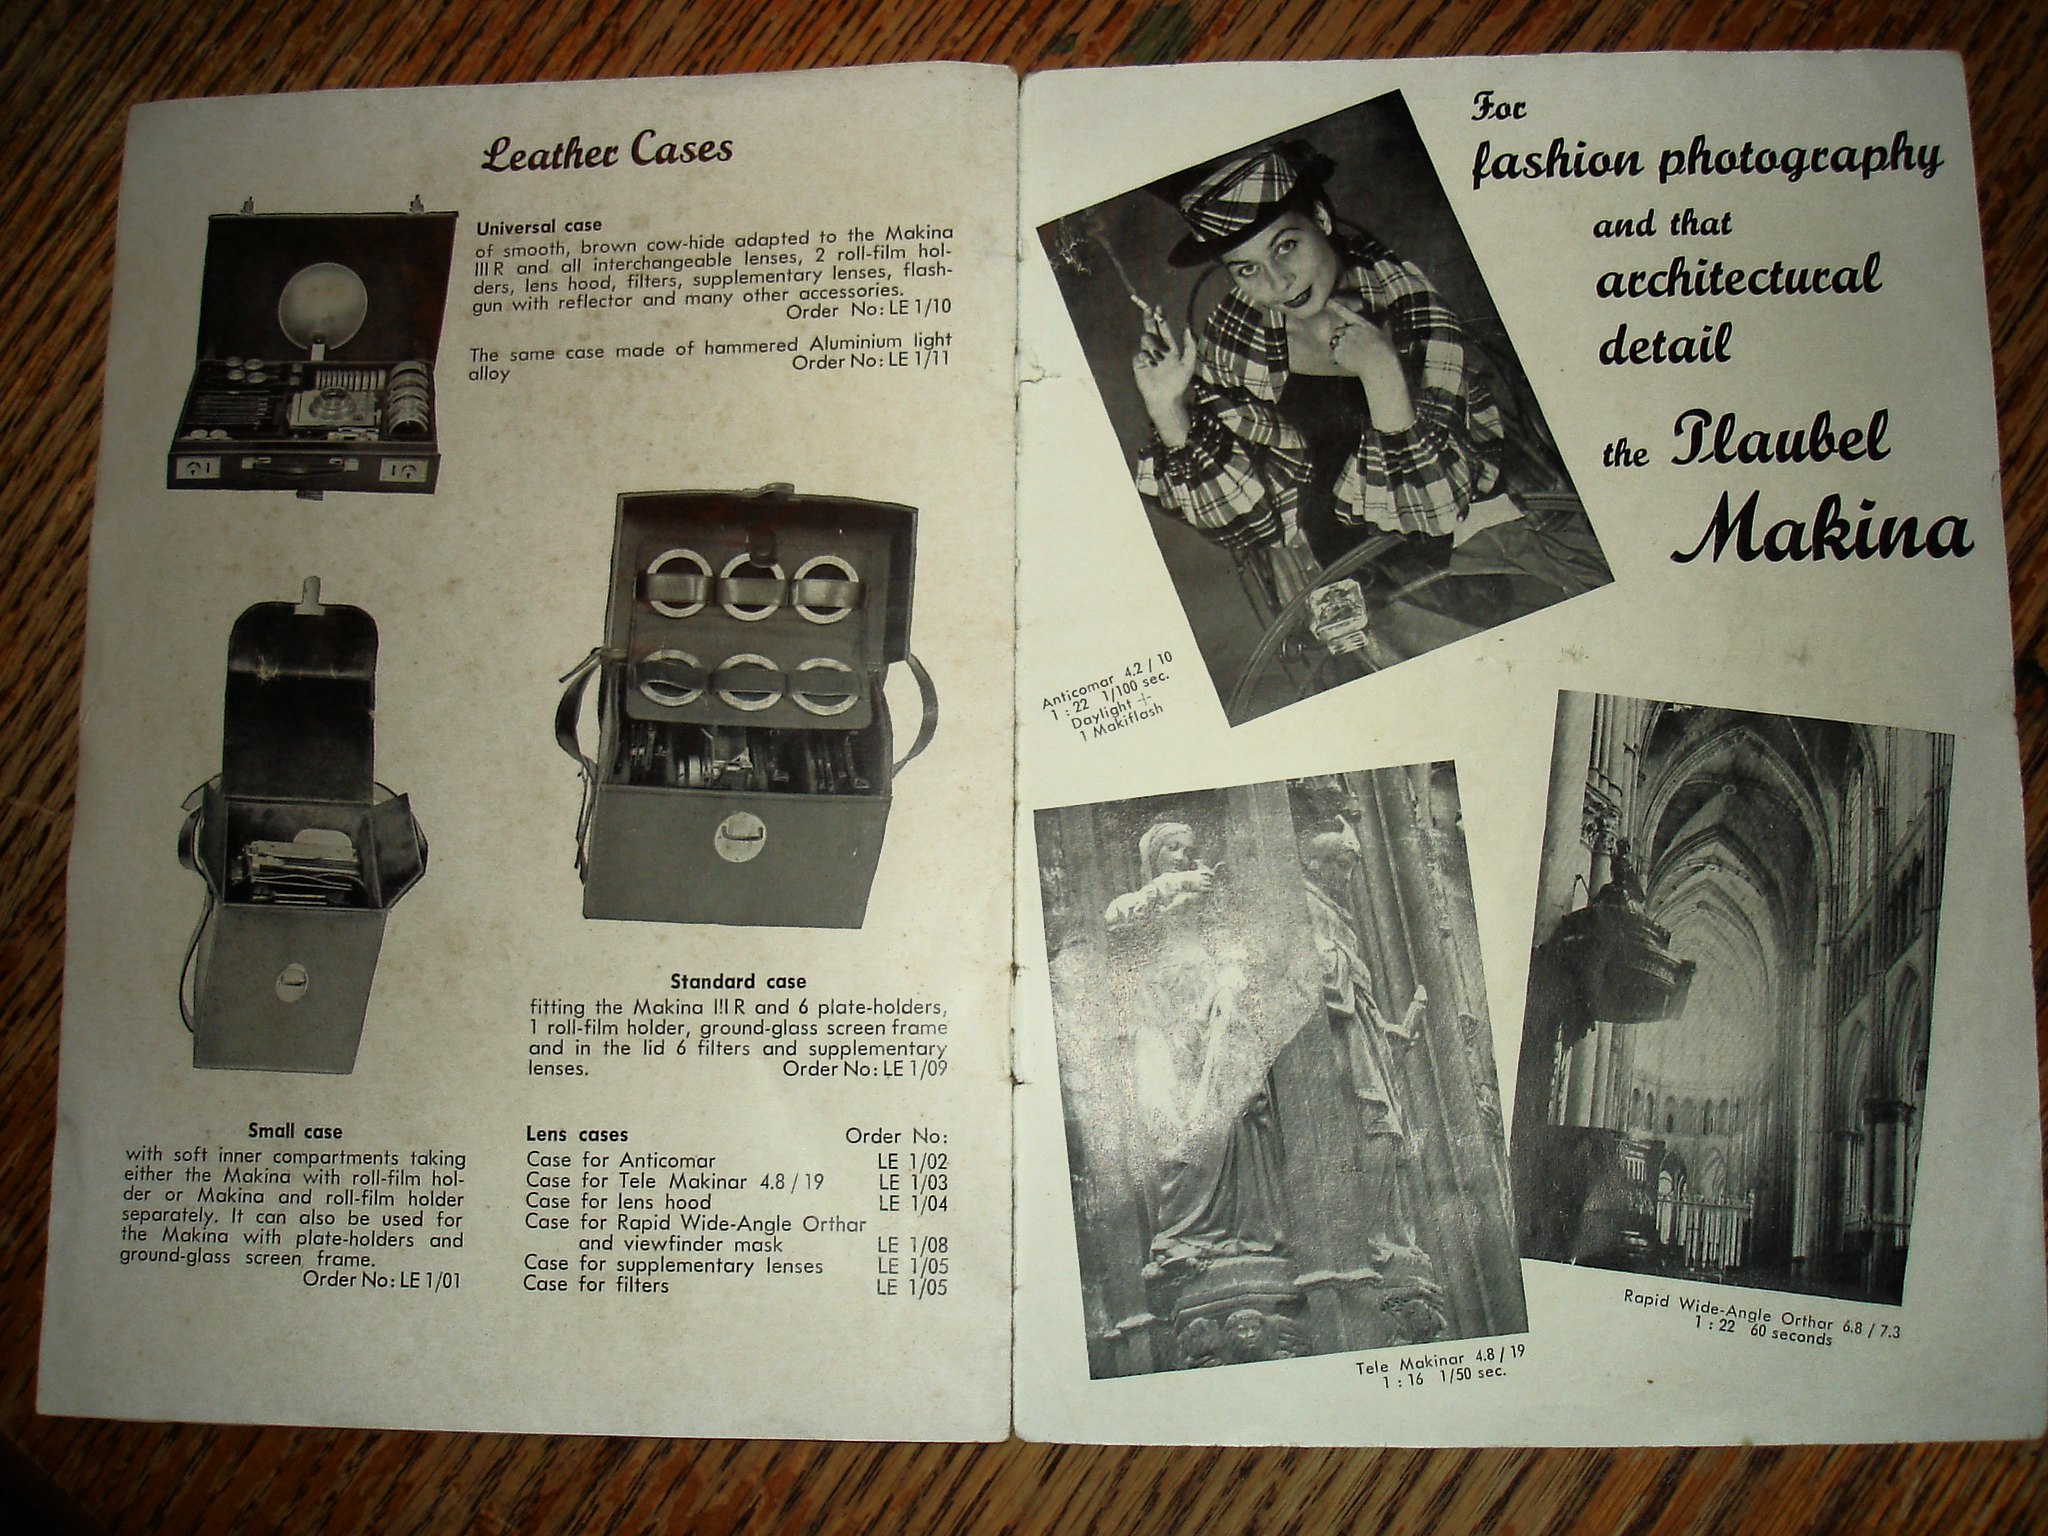 Leather Cases
Universal case
of smooth, brown cow-hide adapted to the Makina
III R and all interchangeable lenses, 2 roll-film hol-
ders, lens hood, filters, supplementary lenses, flash-
gun with reflector and many other accessories.
Order No: LE 1/10
The same case made of hammered Aluminium light
alloy Order No: LE 1/11
Standard case
fitting the Makina III R and 6 plate-holders,
1 roll-film holder, ground-glass screen frame
and in the lid 6 filters and supplementary
lenses. Order No: LE 1/09
Small case
with soft inner compartments taking
either the Makina with roll-film hol-
der or Makina and roll-film holder
separately. It can also be used for
the Makina with plate-holders and
ground-glass screen frame.
Order No: LE 1/01
Lens cases Order No:
Case for Anticomar LE 1/02
Case for Tele Makinar 4.8 / 19 LE 1/03
Case for lens hood LE 1/04
Case for Rapid Wide-Angle Orthar
and viewfinder mask LE 1/08
Case for supplementary lenses LE 1/05
Case for filters LE 1/05
For
fashion photography
and that
architectural
detail
the Plaubel
Makina
Anticomar 4.2 / 10
1 : 22 1/100 sec.
Daylight +
1 Makiflash
Rapid Wide-Angle Orthar 6.8 / 7.3
1 : 22 60 seconds
Tele Makinar 4.8 / 19
1 : 16 1/50 sec.